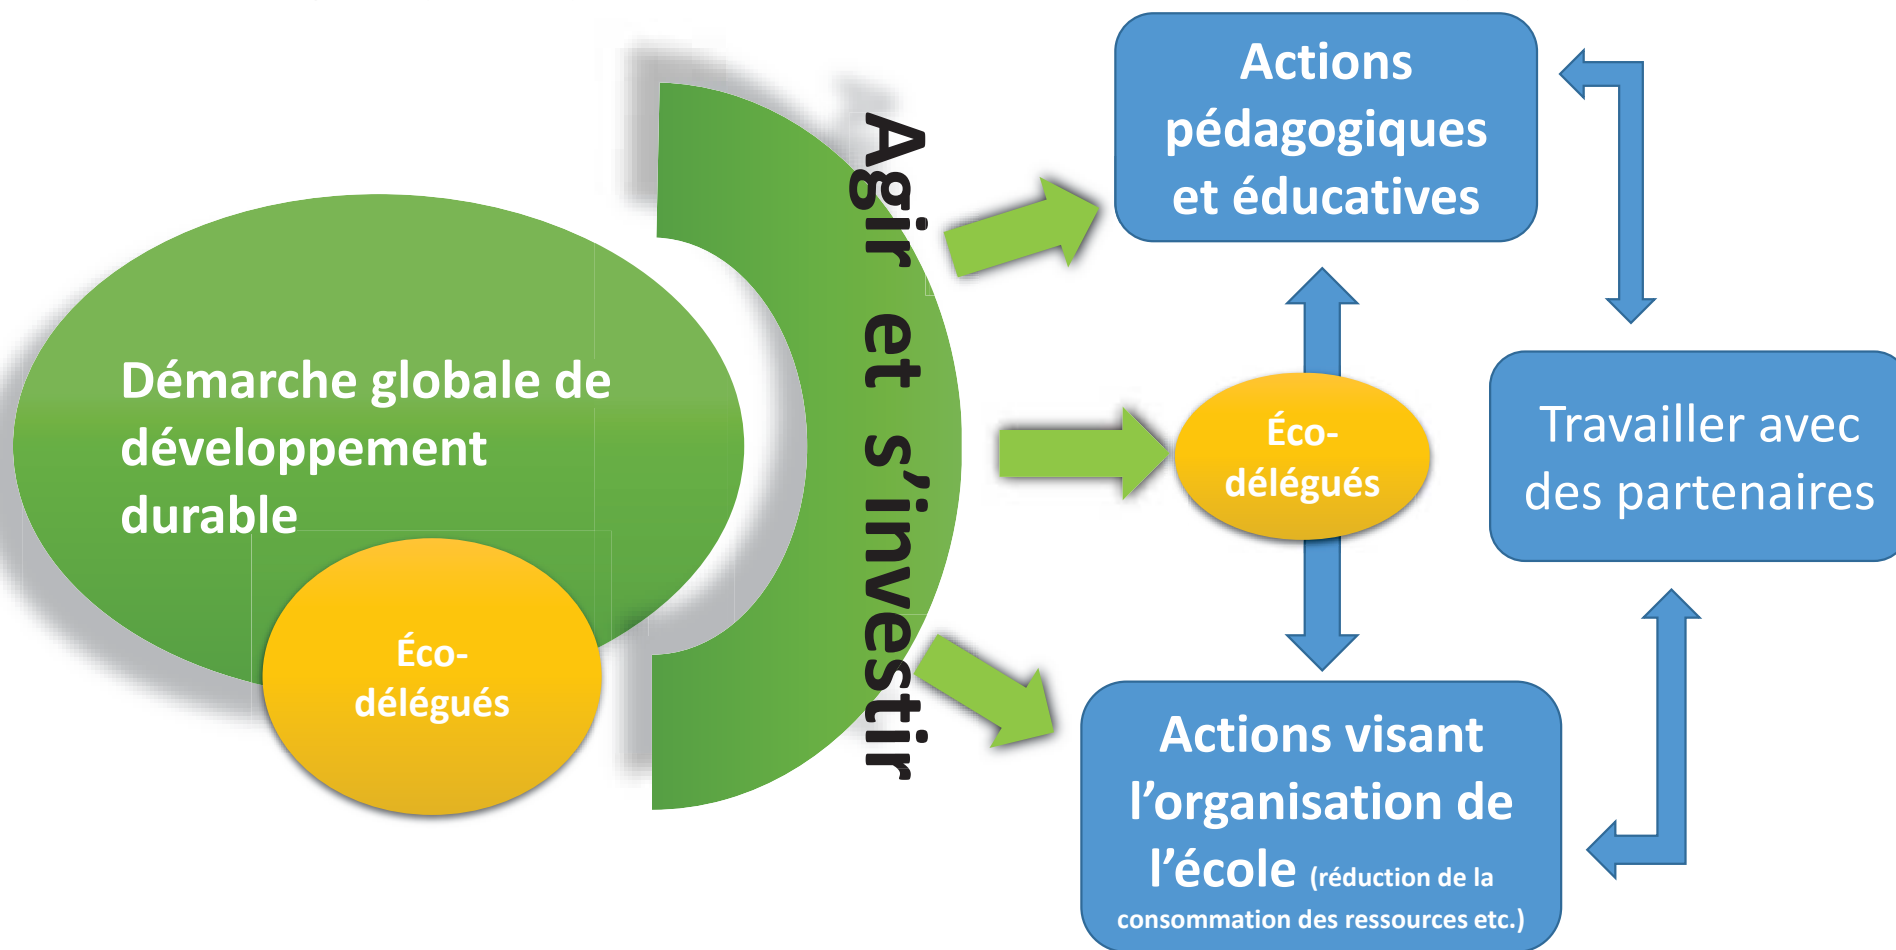 Démarche globale de
développement
durable
Éco-
délégués
Agir et s’investir
Actions
pédagogiques
et éducatives
Éco-
délégués
Travailler avec
des partenaires
Actions visant
l’organisation de
l’école (réduction de la
consommation des ressources etc.)